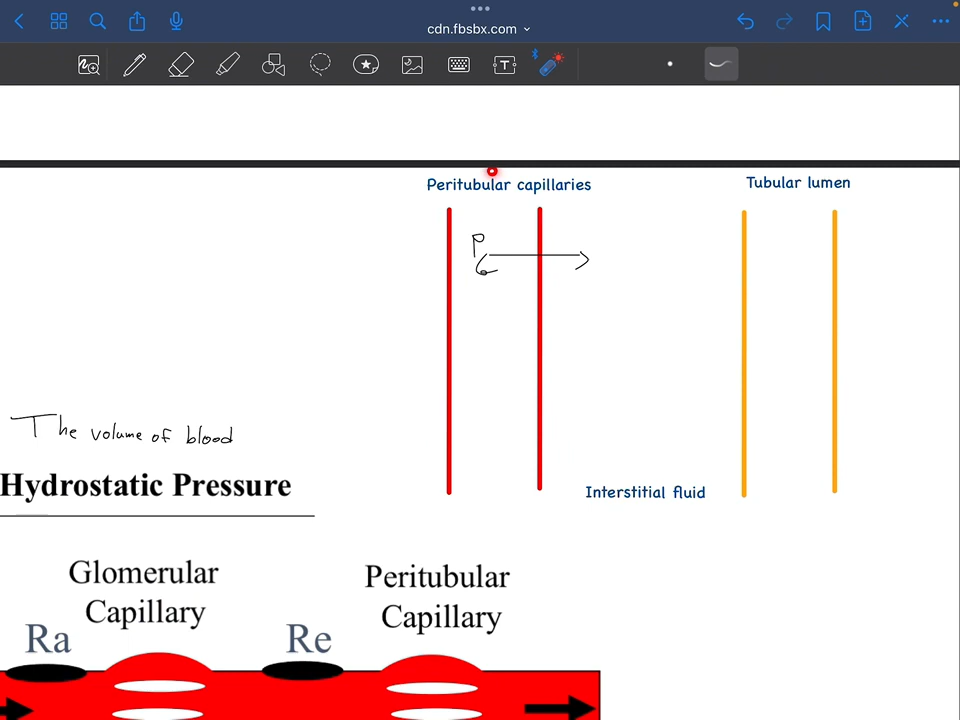 cdn.fbsbx.com
T
Peritubular capillaries
Tubular lumen
P
c
The volume of blood
Hydrostatic Pressure
Interstitial fluid
Glomerular
Capillary
Peritubular
Capillary
Ra
Re